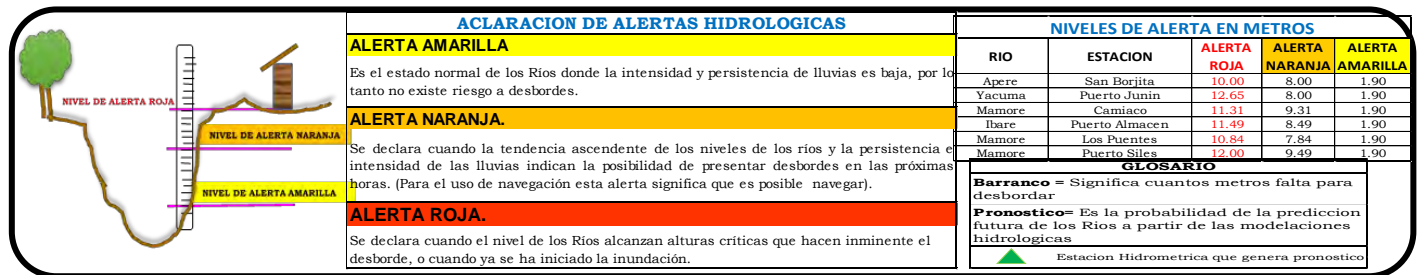 NIVEL DE ALERTA ROJA
NIVEL DE ALERTA NARANJA
NIVEL DE ALERTA AMARILLA
ACLARACION DE ALERTAS HIDROLOGICAS
ALERTA AMARILLA
Es el estado normal de los Ríos donde la intensidad y persistencia de lluvias es baja, por lo
tanto no existe riesgo a desbordes.
ALERTA NARANJA.
Se declara cuando la tendencia ascendente de los niveles de los ríos y la persistencia e
intensidad de las lluvias indican la posibilidad de presentar desbordes en las próximas
horas. (Para el uso de navegación esta alerta significa que es posible navegar).
ALERTA ROJA.
Se declara cuando el nivel de los Ríos alcanzan alturas críticas que hacen inminente el
desborde, o cuando ya se ha iniciado la inundación.
NIVELES DE ALERTA EN METROS
RIO ESTACION ALERTA ROJA ALERTA NARANJA ALERTA AMARILLA
Apere San Borjita 10.00 8.00 1.90
Yacuma Puerto Junin 12.65 8.00 1.90
Mamore Camiaco 11.31 9.31 1.90
Ibare Puerto Almacen 11.49 8.49 1.90
Mamore Los Puentes 10.84 7.84 1.90
Mamore Puerto Siles 12.00 9.49 1.90
GLOSARIO
Barranco = Significa cuantos metros falta para
desbordar
Pronostico= Es la probabilidad de la prediccion
futura de los Rios a partir de las modelaciones
hidrologicas
Estacion Hidrometrica que genera pronostico